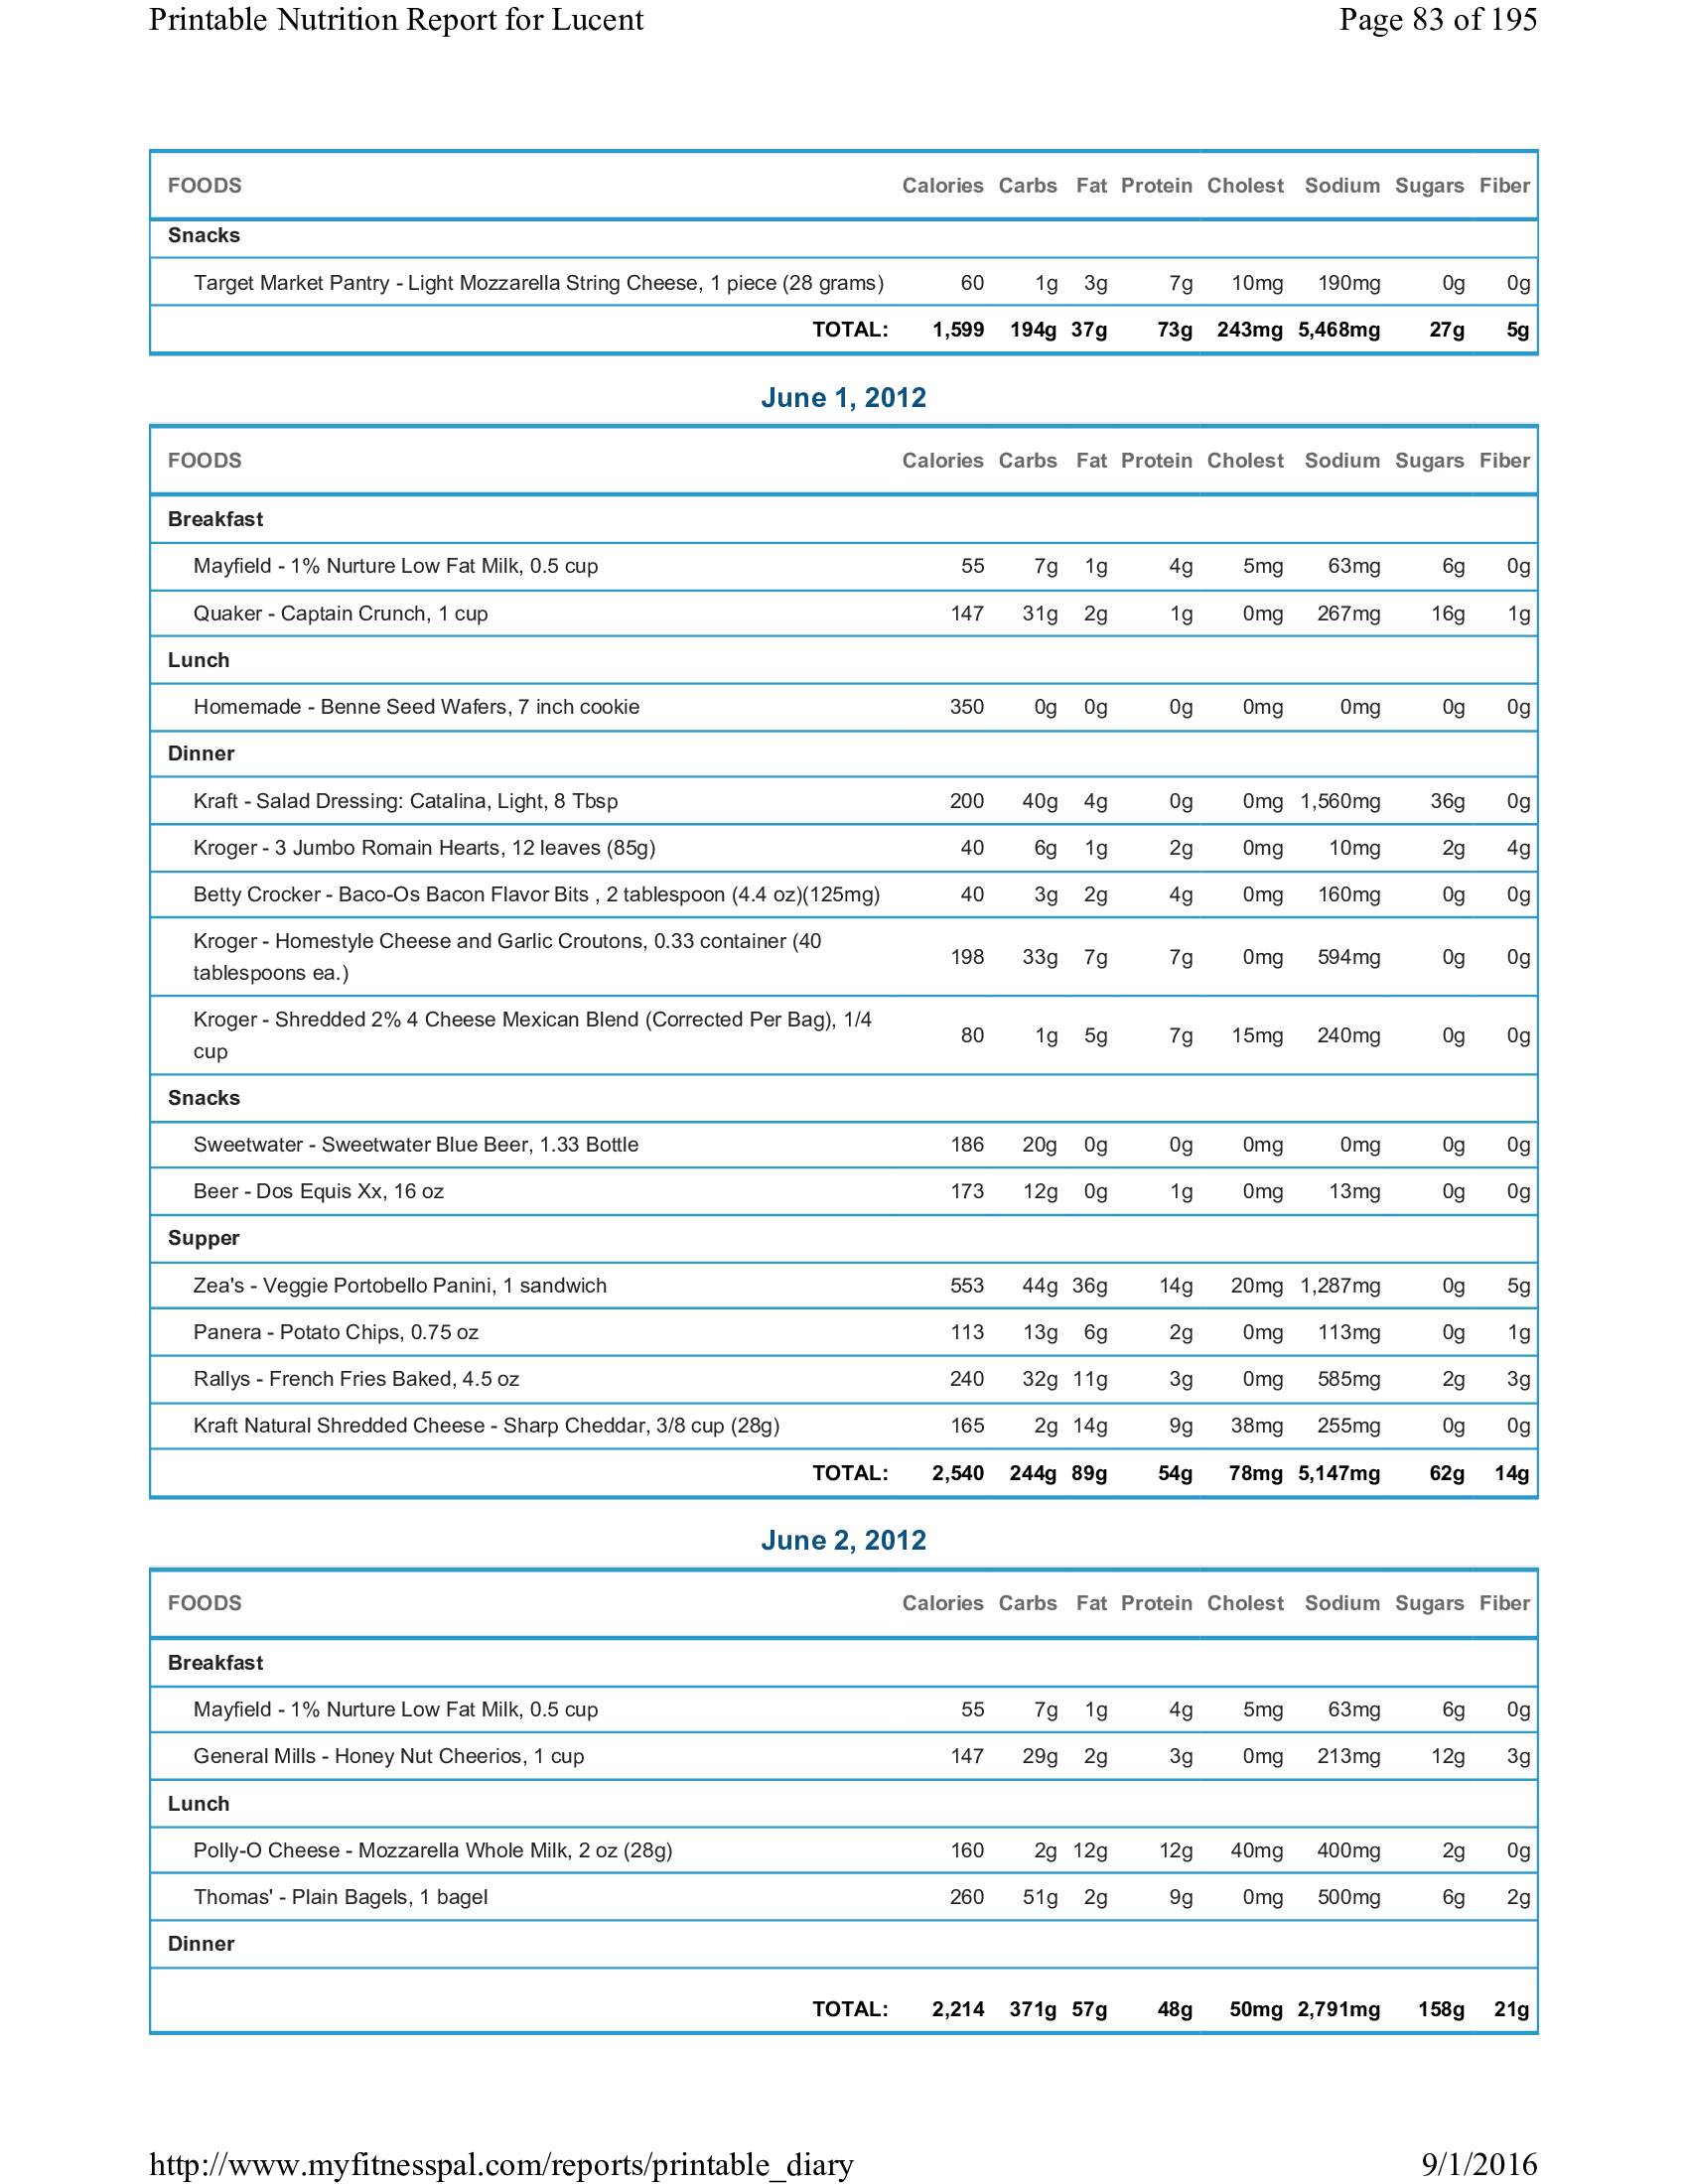 Printable Nutrition Report for Lucent Page 83 of 195
FOODS Calories Carbs Fat Protein Cholest Sodium Sugars Fiber
Snacks
Target Market Pantry - Light Mozzarella String Cheese, 1 piece (28 grams) 60 1g 3g 7g 10mg 190mg 0g 0g
TOTAL: 1,599 194g 37g 73g 243mg 5,468mg 27g 5g
June 1, 2012
FOODS Calories Carbs Fat Protein Cholest Sodium Sugars Fiber
Breakfast
Mayfield - 1% Nurture Low Fat Milk, 0.5 cup 55 7g 1g 4g 5mg 63mg 6g 0g
Quaker - Captain Crunch, 1 cup 147 31g 2g 1g 0mg 267mg 16g 1g
Lunch
Homemade - Benne Seed Wafers, 7 inch cookie 350 0g 0g 0g 0mg 0mg 0g 0g
Dinner
Kraft - Salad Dressing: Catalina, Light, 8 Tbsp 200 40g 4g 0g 0mg 1,560mg 36g 0g
Kroger - 3 Jumbo Romain Hearts, 12 leaves (85g) 40 6g 1g 2g 0mg 10mg 2g 4g
Betty Crocker - Baco-Os Bacon Flavor Bits , 2 tablespoon (4.4 oz)(125mg) 40 3g 2g 4g 0mg 160mg 0g 0g
Kroger - Homestyle Cheese and Garlic Croutons, 0.33 container (40
tablespoons ea.) 198 33g 7g 7g 0mg 594mg 0g 0g
Kroger - Shredded 2% 4 Cheese Mexican Blend (Corrected Per Bag), 1/4
cup 80 1g 5g 7g 15mg 240mg 0g 0g
Snacks
Sweetwater - Sweetwater Blue Beer, 1.33 Bottle 186 20g 0g 0g 0mg 0mg 0g 0g
Beer - Dos Equis Xx, 16 oz 173 12g 0g 1g 0mg 13mg 0g 0g
Supper
Zea's - Veggie Portobello Panini, 1 sandwich 553 44g 36g 14g 20mg 1,287mg 0g 5g
Panera - Potato Chips, 0.75 oz 113 13g 6g 2g 0mg 113mg 0g 1g
Rallys - French Fries Baked, 4.5 oz 240 32g 11g 3g 0mg 585mg 2g 3g
Kraft Natural Shredded Cheese - Sharp Cheddar, 3/8 cup (28g) 165 2g 14g 9g 38mg 255mg 0g 0g
TOTAL: 2,540 244g 89g 54g 78mg 5,147mg 62g 14g
June 2, 2012
FOODS Calories Carbs Fat Protein Cholest Sodium Sugars Fiber
Breakfast
Mayfield - 1% Nurture Low Fat Milk, 0.5 cup 55 7g 1g 4g 5mg 63mg 6g 0g
General Mills - Honey Nut Cheerios, 1 cup 147 29g 2g 3g 0mg 213mg 12g 3g
Lunch
Polly-O Cheese - Mozzarella Whole Milk, 2 oz (28g) 160 2g 12g 12g 40mg 400mg 2g 0g
Thomas' - Plain Bagels, 1 bagel 260 51g 2g 9g 0mg 500mg 6g 2g
Dinner
TOTAL: 2,214 371g 57g 48g 50mg 2,791mg 158g 21g
http://www.myfitnesspal.com/reports/printable_diary 9/1/2016